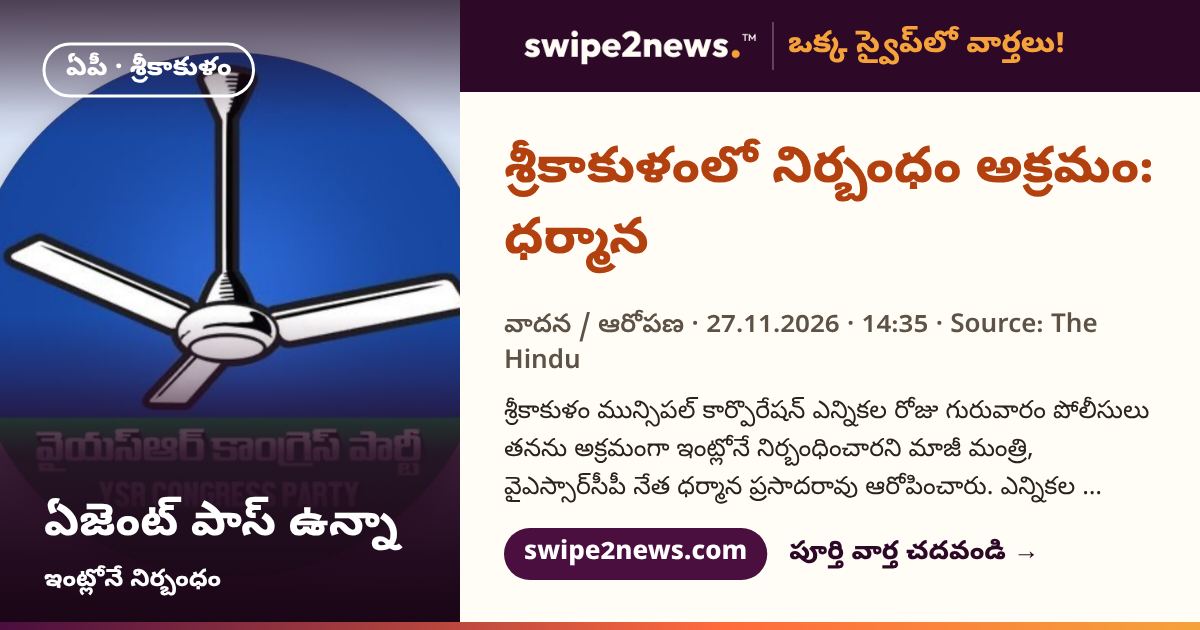 ఏపీ · శ్రీకాకుళం
swipe2news.™
ఒక్క స్వైప్‌లో వార్తలు!
శ్రీకాకుళంలో నిర్బంధం అక్రమం:
ధర్మాన
వాదన / ఆరోపణ · 27.11.2026 · 14:35 · Source: The
Hindu
శ్రీకాకుళం మున్సిపల్ కార్పొరేషన్ ఎన్నికల రోజు గురువారం పోలీసులు
తనను అక్రమంగా ఇంట్లోనే నిర్బంధించారని మాజీ మంత్రి,
వైఎస్సార్‌సీపీ నేత ధర్మాన ప్రసాదరావు ఆరోపించారు. ఎన్నికల ...
swipe2news.com
పూర్తి వార్త చదవండి →
వైయస్ఆర్ కాంగ్రెస్ పార్టీ
YSR CONGRESS PARTY
ఏజెంట్ పాస్ ఉన్నా
ఇంట్లోనే నిర్బంధం